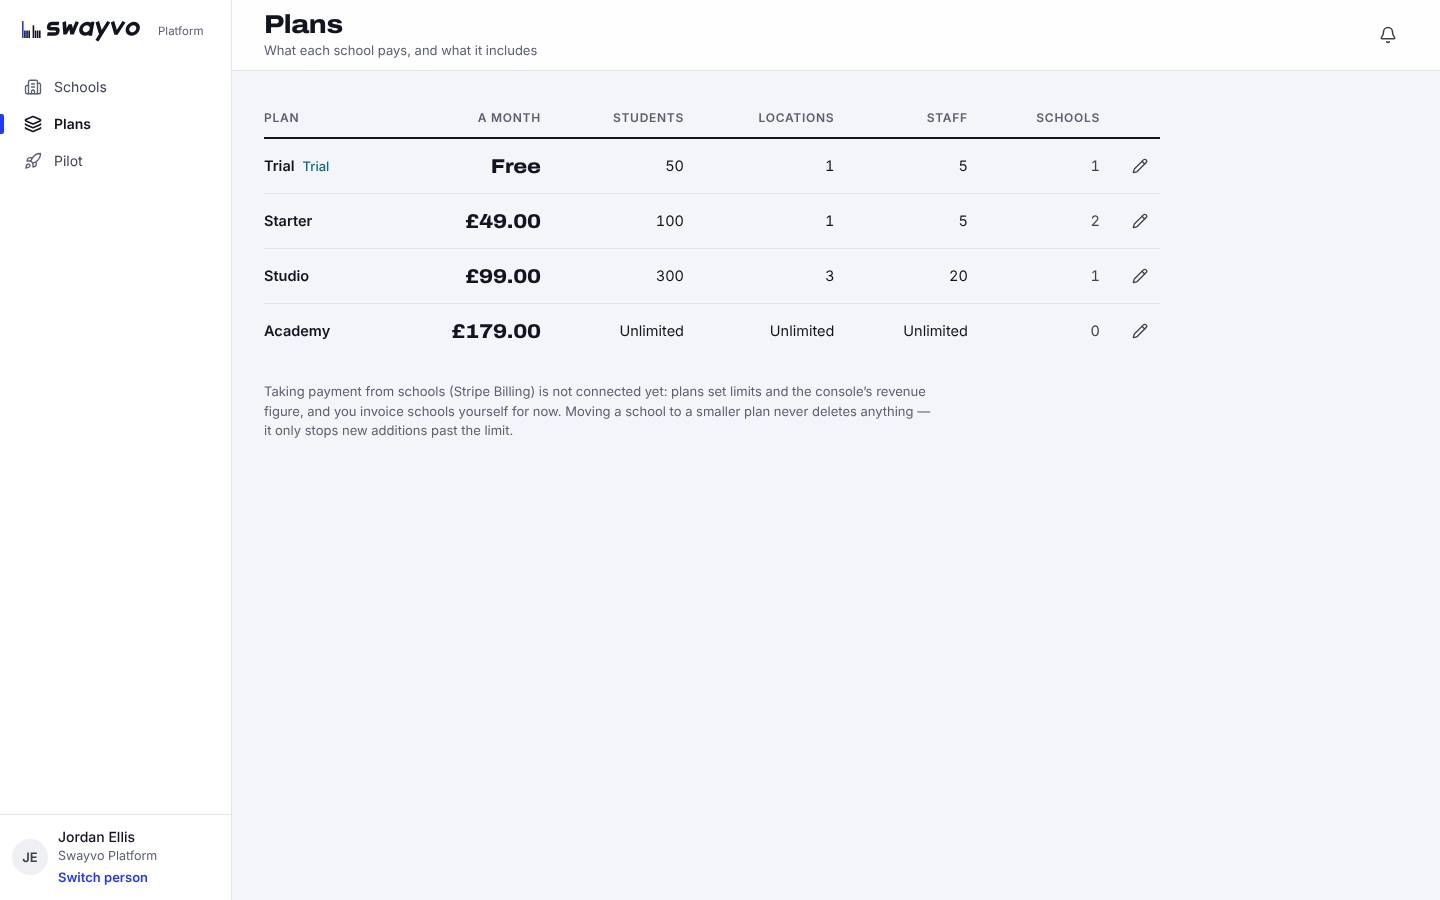 swayvo Platform
Schools
Plans
Pilot
Jordan Ellis
JE
Swayvo Platform
Switch person
Plans
What each school pays, and what it includes
PLAN A MONTH STUDENTS LOCATIONS STAFF SCHOOLS
Trial Trial Free 50 1 5 1
Starter £49.00 100 1 5 2
Studio £99.00 300 3 20 1
Academy £179.00 Unlimited Unlimited Unlimited 0
Taking payment from schools (Stripe Billing) is not connected yet: plans set limits and the console’s revenue
figure, and you invoice schools yourself for now. Moving a school to a smaller plan never deletes anything —
it only stops new additions past the limit.